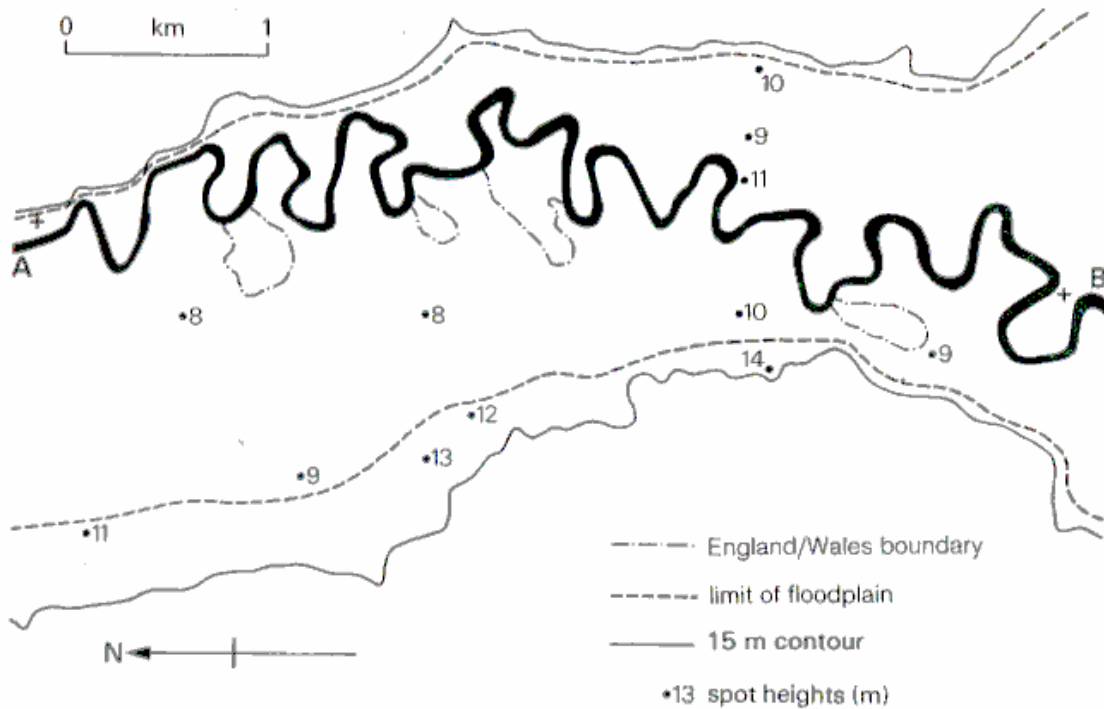 0 km 1
10
9
11
A
B
8
8
10
9
14
12
13
9
11
England/Wales boundary
limit of floodplain
15 m contour
N
13 spot heights (m)